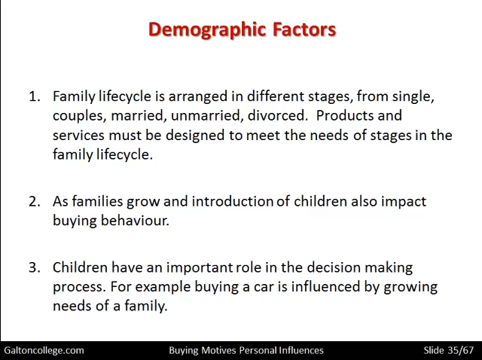 Demographic Factors
1. Family lifecycle is arranged in different stages, from single,
couples, married, unmarried, divorced. Products and
services must be designed to meet the needs of stages in the
family lifecycle.
2. As families grow and introduction of children also impact
buying behaviour.
3. Children have an important role in the decision making
process. For example buying a car is influenced by growing
needs of a family.
Galtoncollege.com Buying Motives Personal Influences Slide 35/67